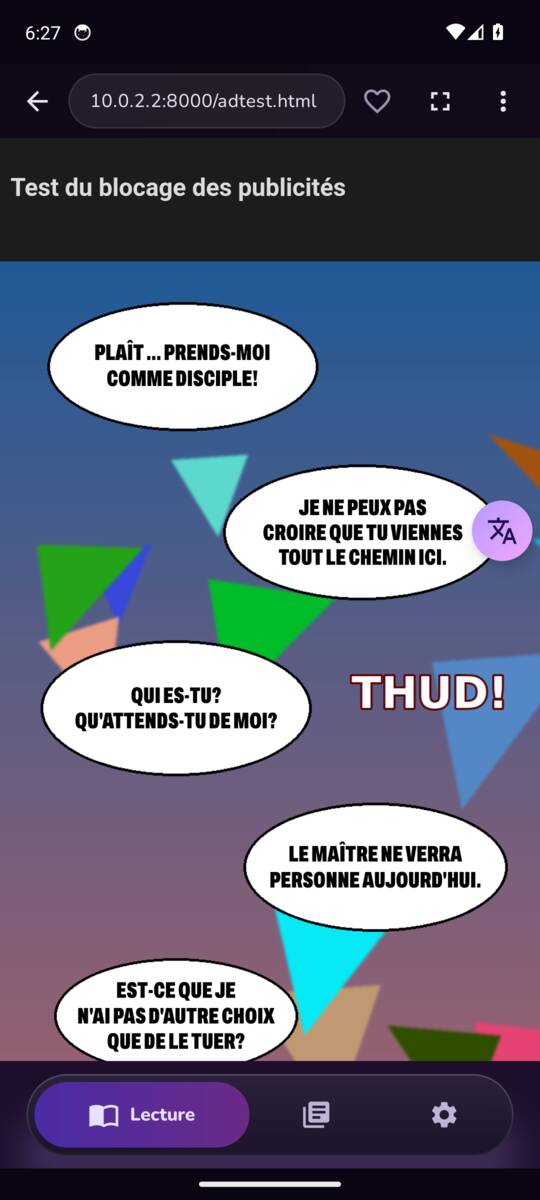 6:27
10.0.2.2:8000/adtest.html
Test du blocage des publicités
PLAÎT ... PRENDS-MOI
COMME DISCIPLE!
JE NE PEUX PAS
CROIRE QUE TU VIENNES
TOUT LE CHEMIN ICI.
QUI ES-TU?
QU'ATTENDS-TU DE MOI?
THUD!
LE MAÎTRE NE VERRA
PERSONNE AUJOURD'HUI.
EST-CE QUE JE
N'AI PAS D'AUTRE CHOIX
QUE DE LE TUER?
Lecture